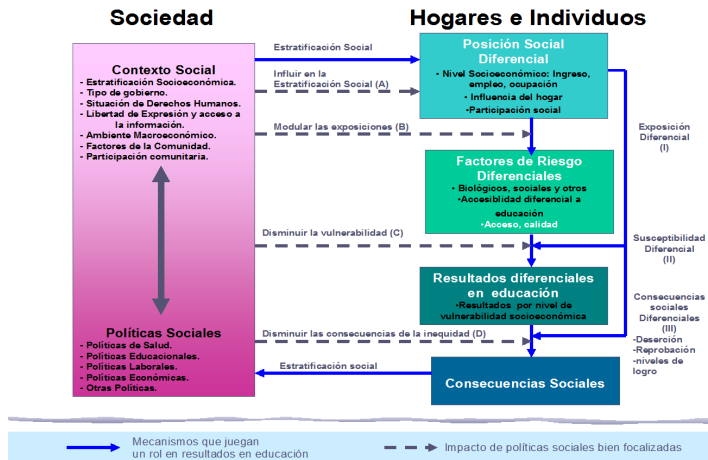 Sociedad
Hogares e Individuos
Contexto Social
- Estratificación Socioeconómica.
- Tipo de gobierno.
- Situación de Derechos Humanos.
- Libertad de Expresión y acceso a
la información.
- Ambiente Macroeconómico.
- Factores de la Comunidad.
- Participación comunitaria.
Políticas Sociales
- Políticas de Salud.
- Políticas Educacionales.
- Políticas Laborales.
- Políticas Económicas.
- Otras Políticas.
Estratificación Social
Influir en la
Estratificación Social (A)
Modular las exposiciones (B)
Disminuir la vulnerabilidad (C)
Disminuir las consecuencias de la inequidad (D)
Estratificación social
Posición Social
Diferencial
• Nivel Socioeconómico: Ingreso,
empleo, ocupación
• Influencia del hogar
•Participación social
Factores de Riesgo
Diferenciales
• Biológicos, sociales y otros
•Accesiblidad diferencial a
educación
•Acceso, calidad
Resultados diferenciales
en educación
•Resultados por nivel de
vulnerabilidad socioeconómica
Consecuencias Sociales
Exposición
Diferencial
(I)
Susceptibilidad
Diferencial
(II)
Consecuencias
sociales
Diferenciales (III)
–Deserción
–Reprobación
–niveles de
logro
Mecanismos que juegan
un rol en resultados en educación
Impacto de políticas sociales bien focalizadas